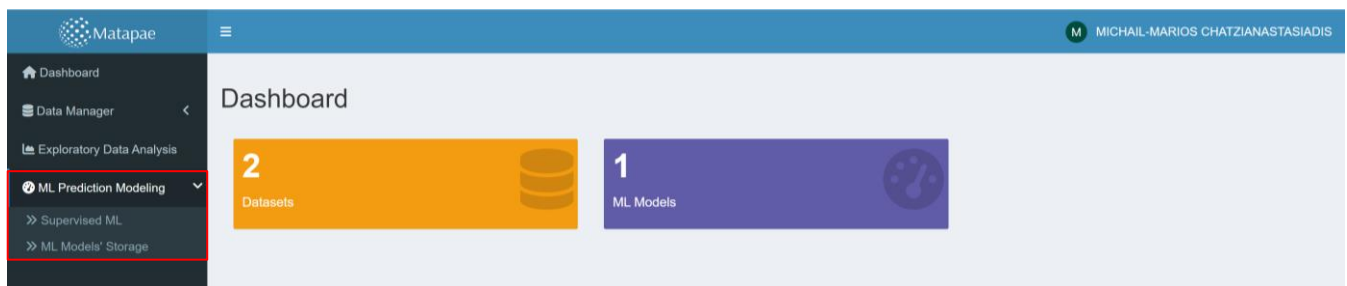 Matapae
MICHAIL-MARIOS CHATZIANASTASIADIS
M
Dashboard
Data Manager
Exploratory Data Analysis
ML Prediction Modeling
Supervised ML
ML Models' Storage
Dashboard
2
Datasets
1
ML Models